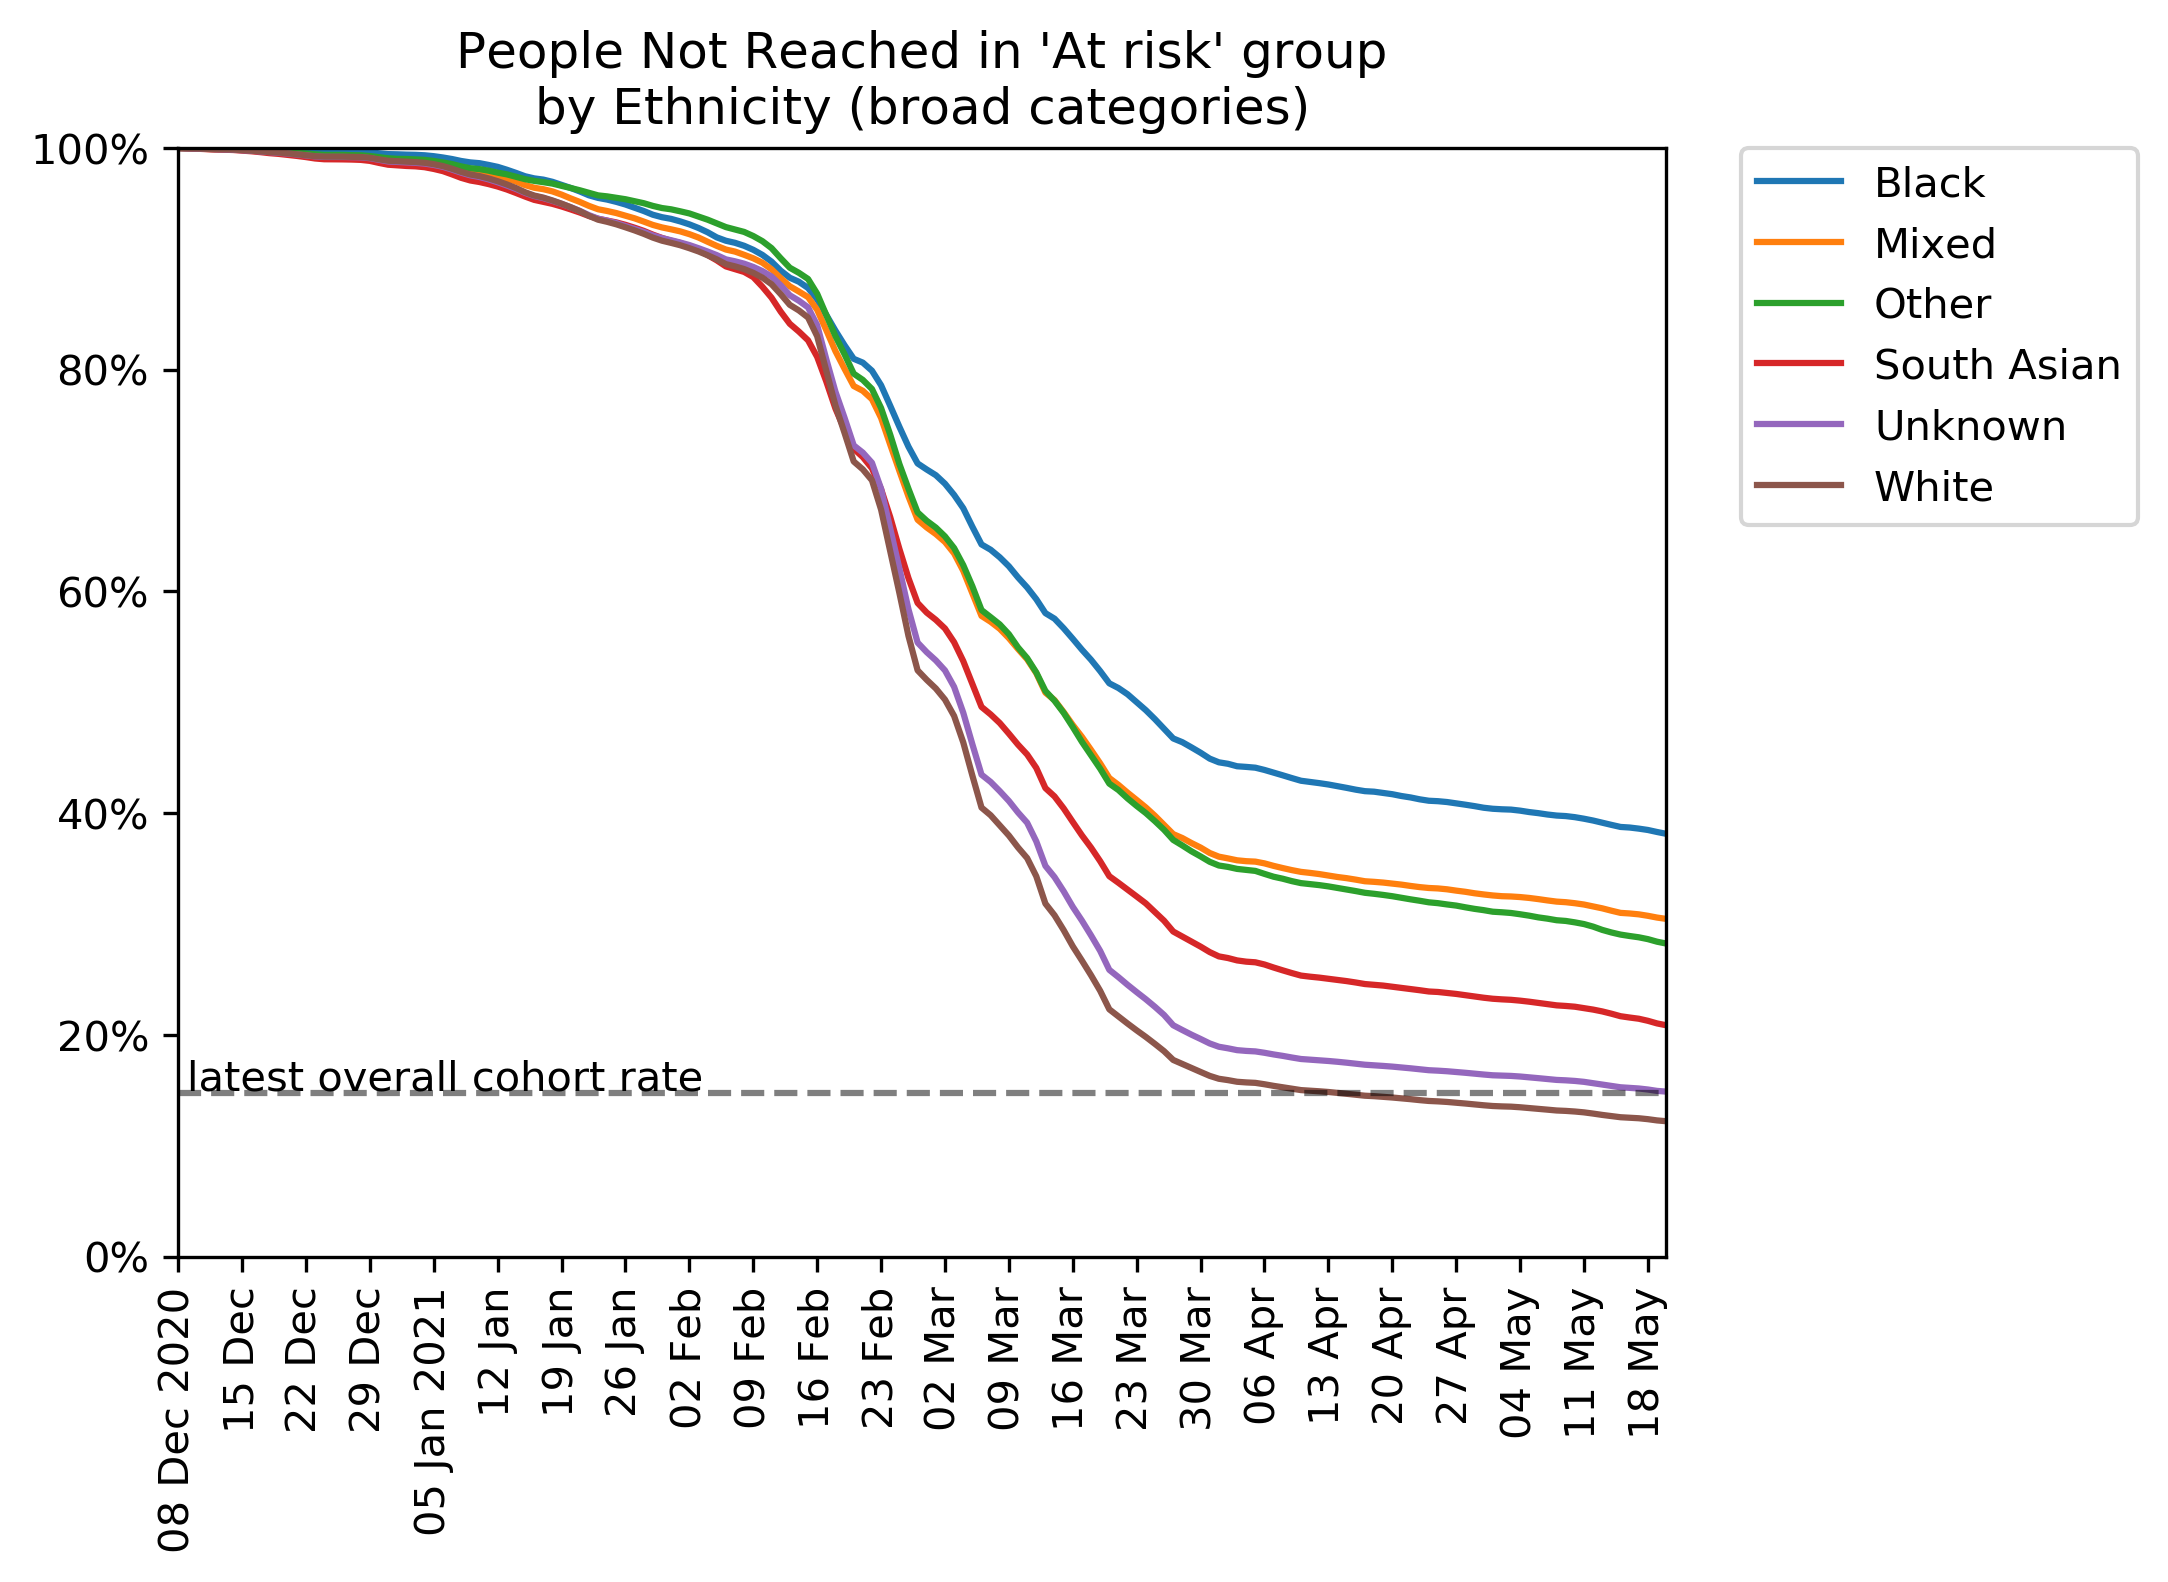 People Not Reached in 'At risk' group
by Ethnicity (broad categories)
100%
80%
60%
40%
20%
0%
latest overall cohort rate
08 Dec 2020
15 Dec
22 Dec
29 Dec
05 Jan 2021
12 Jan
19 Jan
26 Jan
02 Feb
09 Feb
16 Feb
23 Feb
02 Mar
09 Mar
16 Mar
23 Mar
30 Mar
06 Apr
13 Apr
20 Apr
27 Apr
04 May
11 May
18 May
Black
Mixed
Other
South Asian
Unknown
White